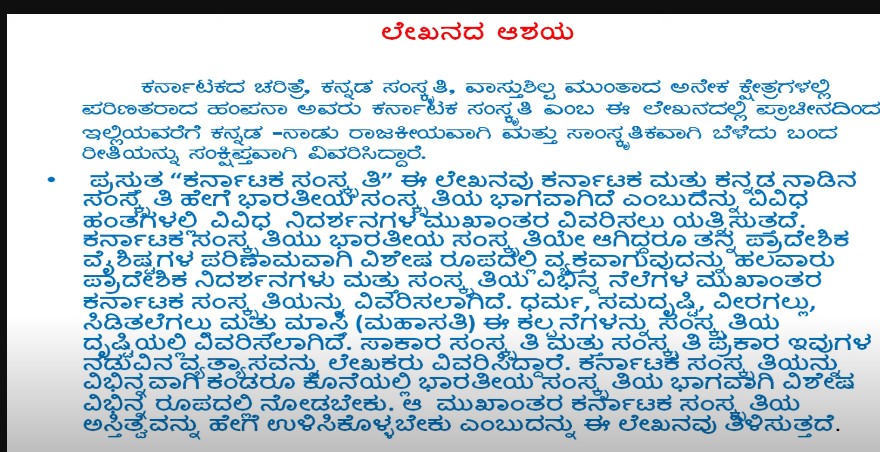 ಲೇಖನದ ಆಶಯ
ಕರ್ನಾಟಕದ ಚರಿತ್ರೆ, ಕನ್ನಡ ಸಂಸ್ಕೃತಿ, ವಾಸ್ತುಶಿಲ್ಪ ಮುಂತಾದ ಅನೇಕ ಕ್ಷೇತ್ರಗಳಲ್ಲಿ
ಪರಿಣತರಾದ ಹಂಪನಾ ಅವರು ಕರ್ನಾಟಕ ಸಂಸ್ಕೃತಿ ಎಂಬ ಈ ಲೇಖನದಲ್ಲಿ ಪ್ರಾಚೀನದಿಂದ
ಇಲ್ಲಿಯವರೆಗೆ ಕನ್ನಡ -ನಾಡು ರಾಜಕೀಯವಾಗಿ ಮತ್ತು ಸಾಂಸ್ಕೃತಿಕವಾಗಿ ಬೆಳೆದು ಬಂದ
ರೀತಿಯನ್ನು ಸಂಕ್ಷಿಪ್ತವಾಗಿ ವಿವರಿಸಿದ್ದಾರೆ.
• ಪ್ರಸ್ತುತ “ಕರ್ನಾಟಕ ಸಂಸ್ಕೃತಿ” ಈ ಲೇಖನವು ಕರ್ನಾಟಕ ಮತ್ತು ಕನ್ನಡ ನಾಡಿನ
ಸಂಸ್ಕೃತಿ ಹೇಗೆ ಭಾರತೀಯ ಸಂಸ್ಕೃತಿಯ ಭಾಗವಾಗಿದೆ ಎಂಬುದನ್ನು ವಿವಿಧ
ಹಂತಗಳಲ್ಲಿ ವಿವಿಧ ನಿದರ್ಶನಗಳ ಮುಖಾಂತರ ವಿವರಿಸಲು ಯತ್ನಿಸುತ್ತದೆ.
ಕರ್ನಾಟಕ ಸಂಸ್ಕೃತಿಯು ಭಾರತೀಯ ಸಂಸ್ಕೃತಿಯೇ ಆಗಿದ್ದರೂ ತನ್ನ ಪ್ರಾದೇಶಿಕ
ವೈಶಿಷ್ಟ್ಯಗಳ ಪರಿಣಾಮವಾಗಿ ವಿಶೇಷ ರೂಪದಲ್ಲಿ ವ್ಯಕ್ತವಾಗುವುದನ್ನು ಹಲವಾರು
ಪ್ರಾದೇಶಿಕ ನಿದರ್ಶನಗಳು ಮತ್ತು ಸಂಸ್ಕೃತಿಯ ವಿಭಿನ್ನ ನೆಲೆಗಳ ಮುಖಾಂತರ
ಕರ್ನಾಟಕ ಸಂಸ್ಕೃತಿಯನ್ನು ವಿವರಿಸಲಾಗಿದೆ. ಧರ್ಮ, ಸಮದೃಷ್ಟಿ, ವೀರಗಲ್ಲು,
ಸಿಡಿತಲೆಗಲ್ಲು ಮತ್ತು ಮಾಸ್ತಿ (ಮಹಾಸತಿ) ಈ ಕಲ್ಪನೆಗಳನ್ನು ಸಂಸ್ಕೃತಿಯ
ದೃಷ್ಟಿಯಲ್ಲಿ ವಿವರಿಸಲಾಗಿದೆ. ಸಾಕಾರ ಸಂಸ್ಕೃತಿ ಮತ್ತು ಸಂಸ್ಕೃತಿ ಪ್ರಕಾರ ಇವುಗಳ
ನಡುವಿನ ವ್ಯತ್ಯಾಸವನ್ನು ಲೇಖಕರು ವಿವರಿಸಿದ್ದಾರೆ. ಕರ್ನಾಟಕ ಸಂಸ್ಕೃತಿಯನ್ನು
ವಿಭಿನ್ನವಾಗಿ ಕಂಡರೂ ಕೊನೆಯಲ್ಲಿ ಭಾರತೀಯ ಸಂಸ್ಕೃತಿಯ ಭಾಗವಾಗಿ ವಿಶೇಷ
ವಿಭಿನ್ನ ರೂಪದಲ್ಲಿ ನೋಡಬೇಕು. ಆ ಮುಖಾಂತರ ಕರ್ನಾಟಕ ಸಂಸ್ಕೃತಿಯ
ಅಸ್ತಿತ್ವವನ್ನು ಹೇಗೆ ಉಳಿಸಿಕೊಳ್ಳಬೇಕು ಎಂಬುದನ್ನು ಈ ಲೇಖನವು ತಿಳಿಸುತ್ತದೆ.